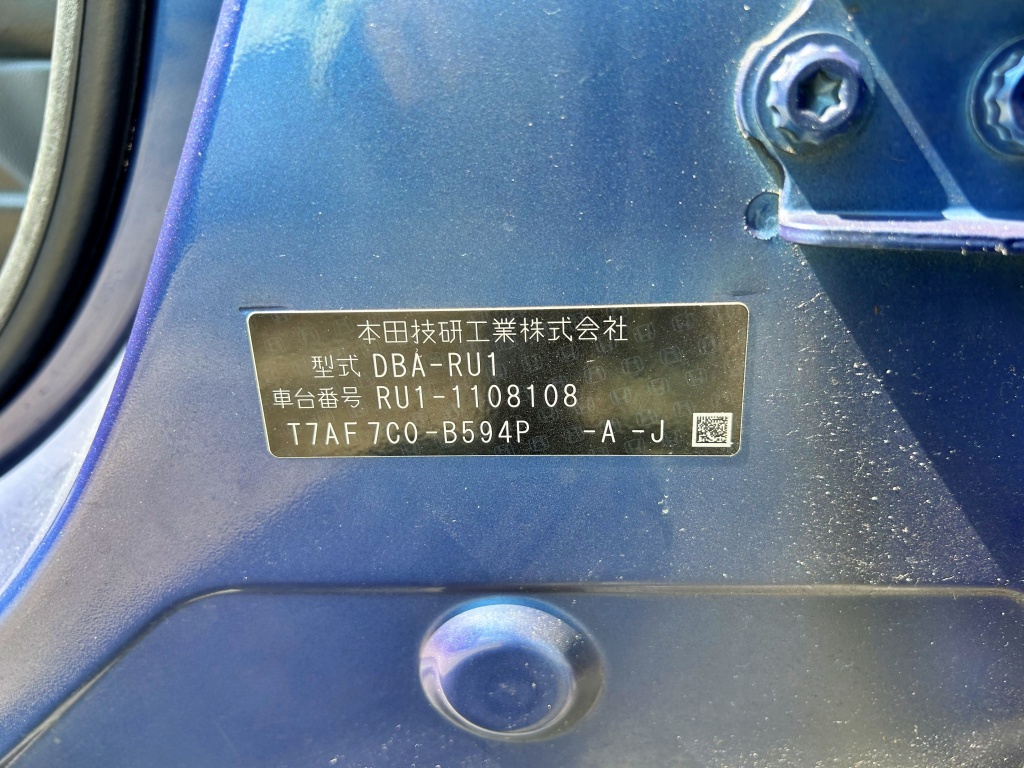 本田技研工業株式会社
型式 DBA-RU1
車台番号 RU1-1108108
T7AF7C0-B594P -A -J